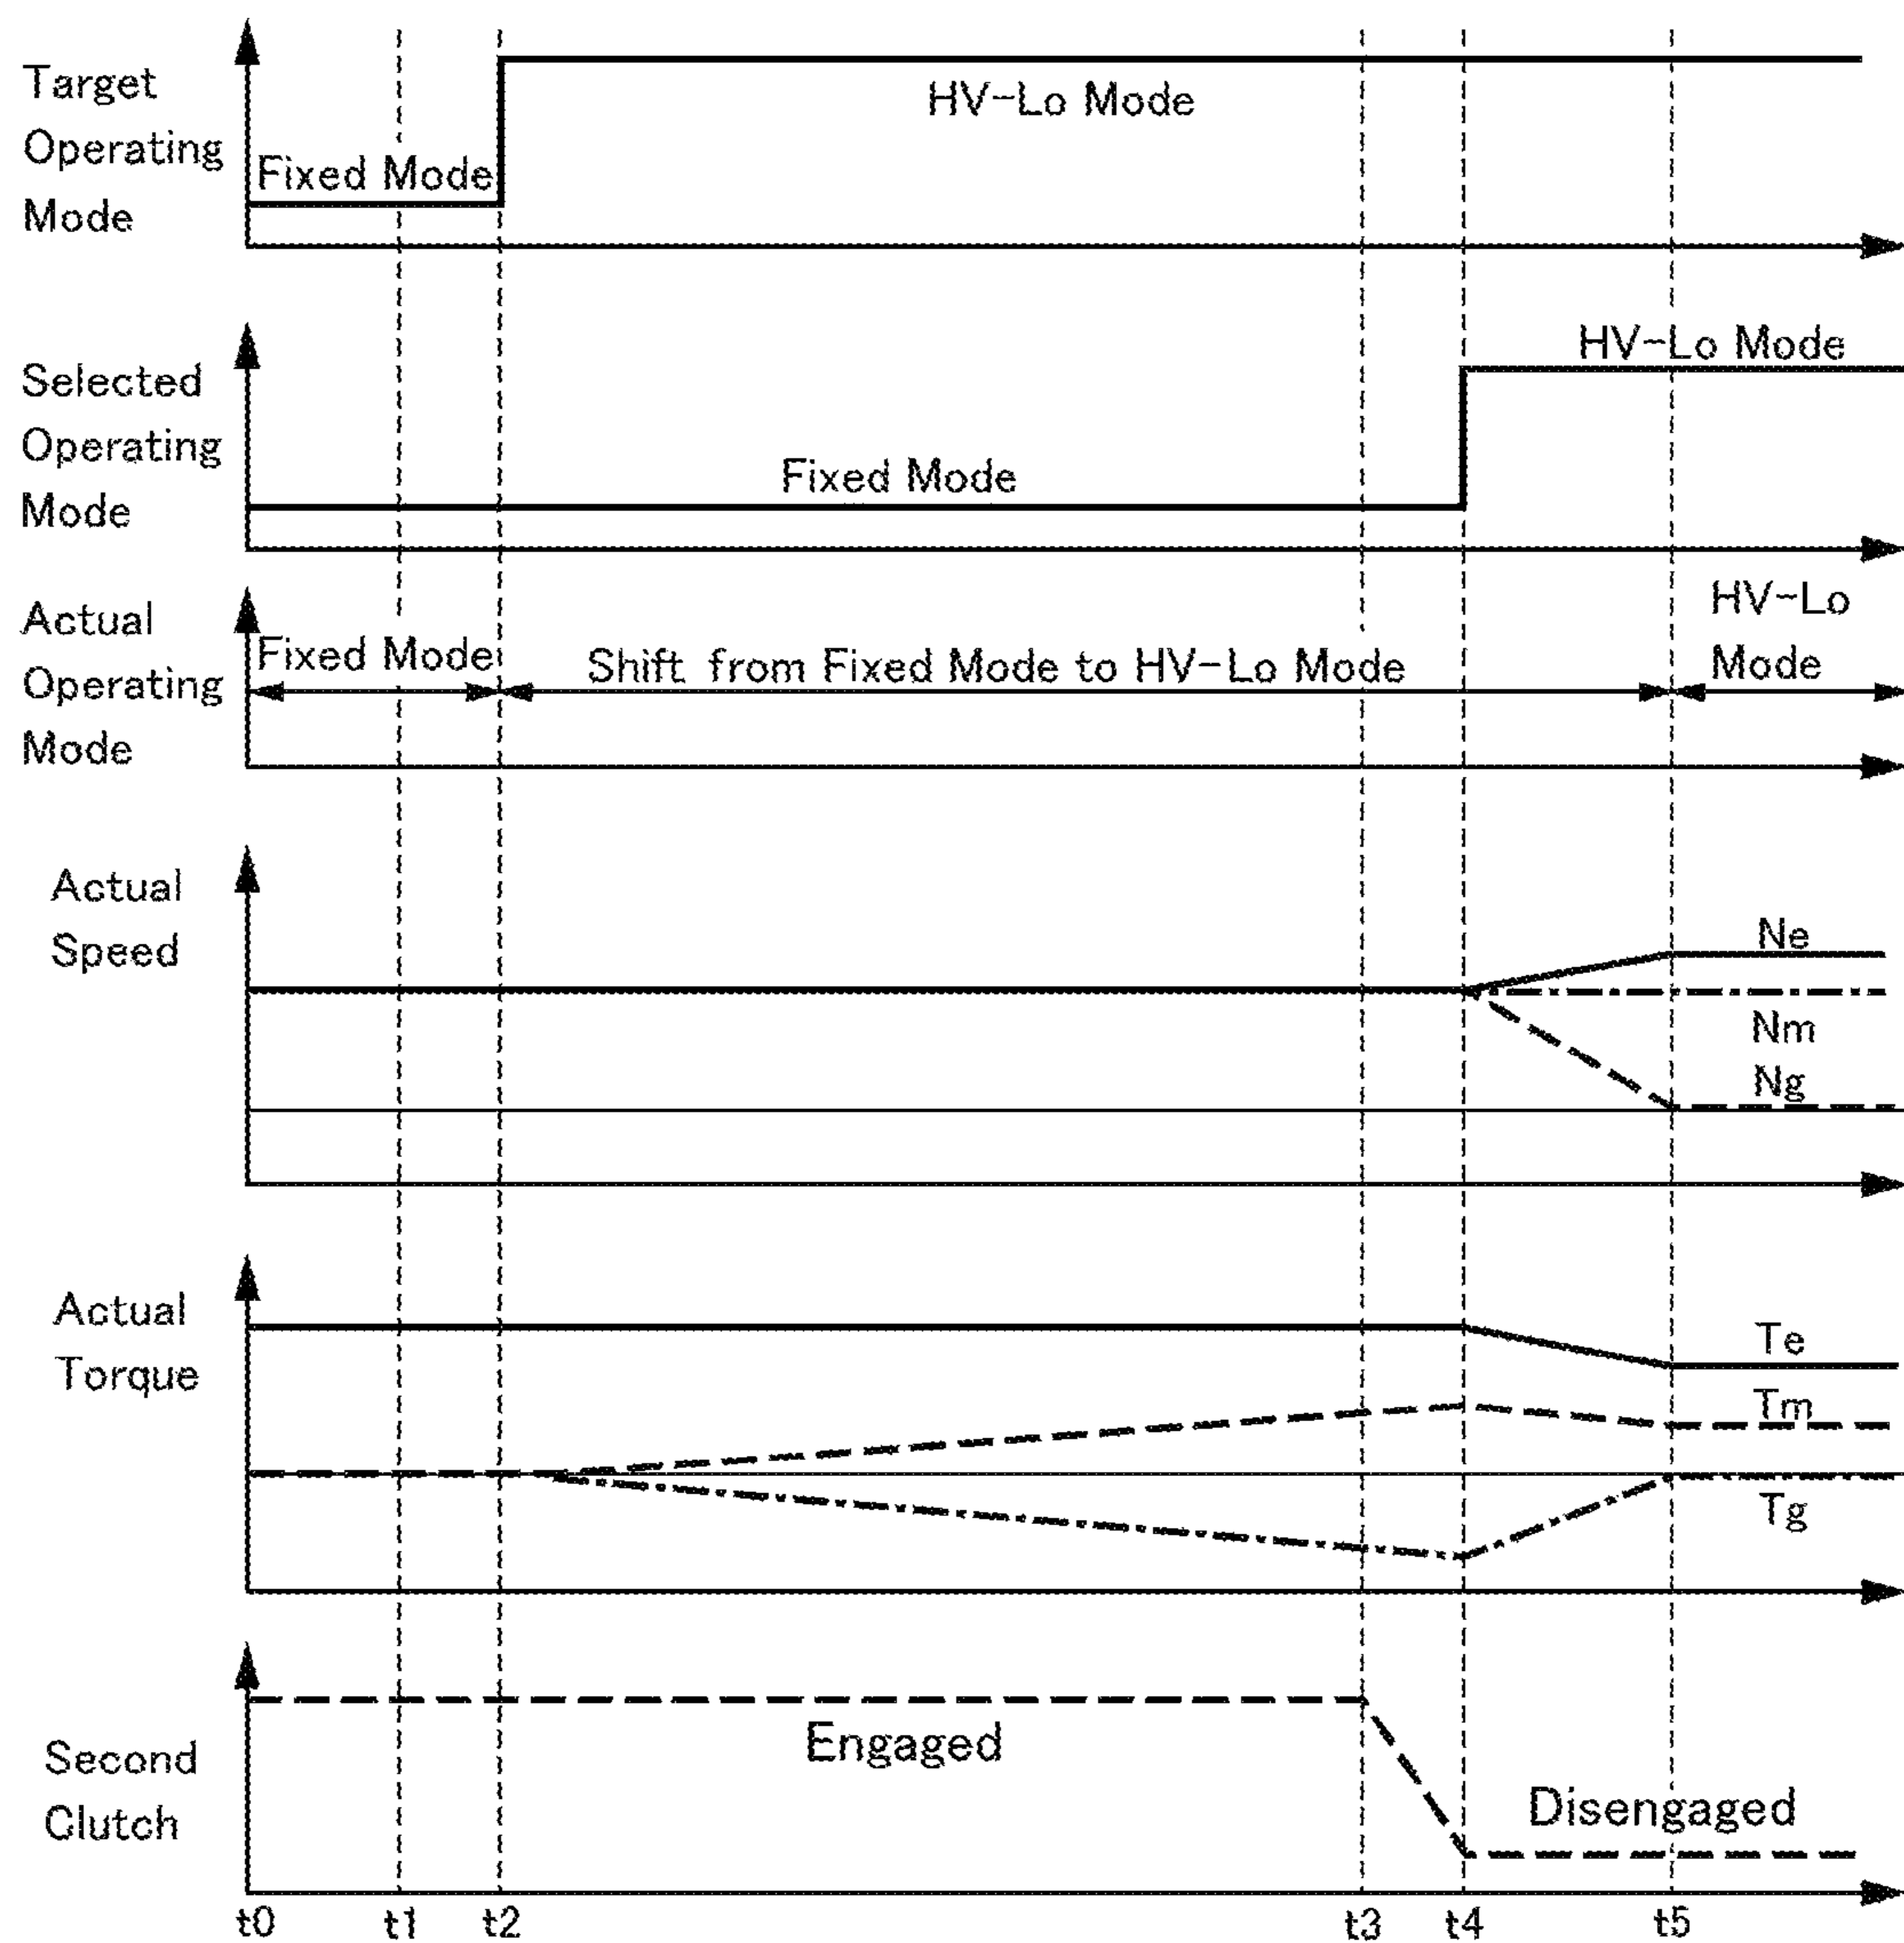 Target
Operating
Mode
Fixed Mode
HV-Lo Mode
Selected
Operating
Mode
Fixed Mode
HV-Lo Mode
Actual
Operating
Mode
Fixed Mode
Shift from Fixed Mode to HV-Lo Mode
HV-Lo
Mode
Actual
Speed
Ne
Nm
Ng
Actual
Torque
Te
Tm
Tg
Second
Clutch
Engaged
Disengaged
t0 t1 t2 t3 t4 t5